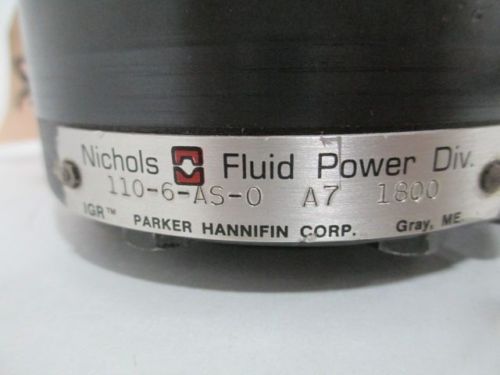 Nichols Fluid Power Div.
110-6-AS-0 A7 1800
IGR™ PARKER HANNIFIN CORP. Gray, ME